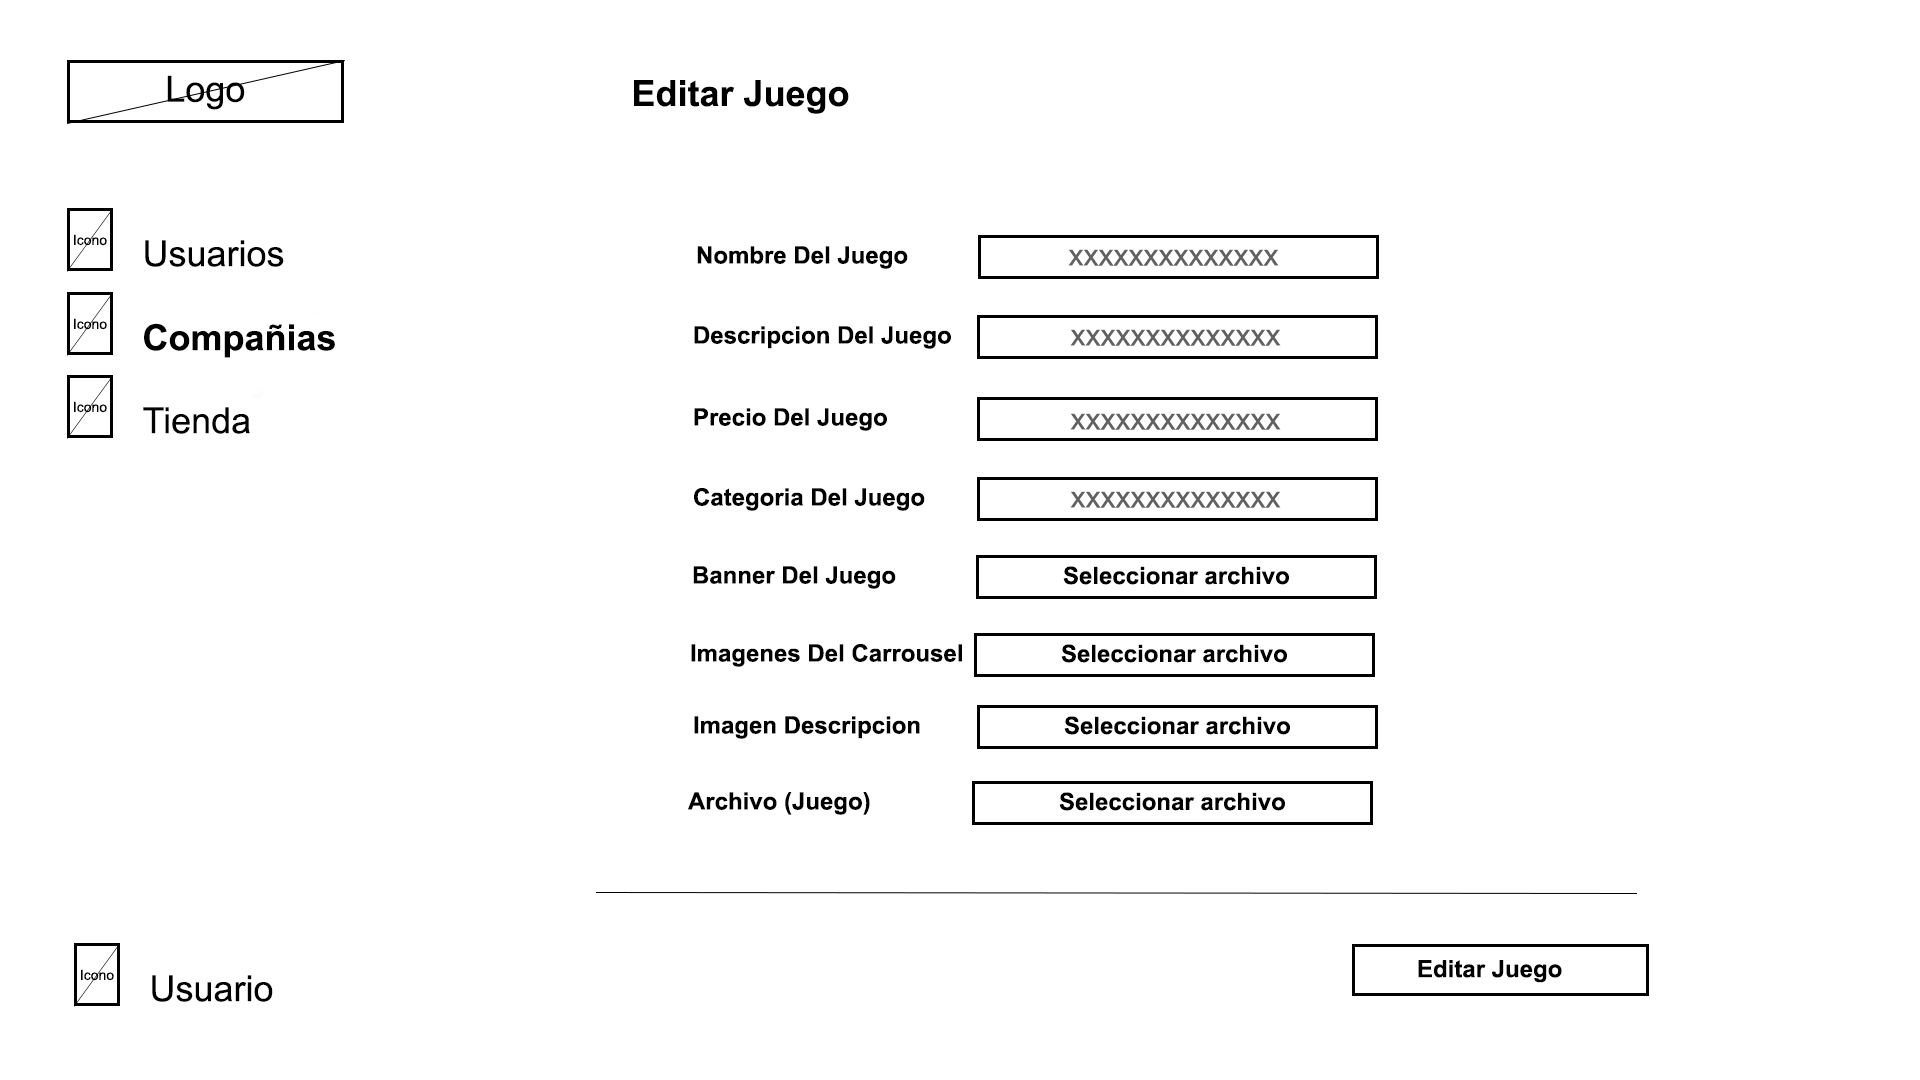 Logo
Editar Juego
Icono
Usuarios
Icono
Compañias
Icono
Tienda
Nombre Del Juego
XXXXXXXXXXXXXX
Descripcion Del Juego
XXXXXXXXXXXXXX
Precio Del Juego
XXXXXXXXXXXXXX
Categoria Del Juego
XXXXXXXXXXXXXX
Banner Del Juego
Seleccionar archivo
Imagenes Del Carrousel
Seleccionar archivo
Imagen Descripcion
Seleccionar archivo
Archivo (Juego)
Seleccionar archivo
Icono
Usuario
Editar Juego